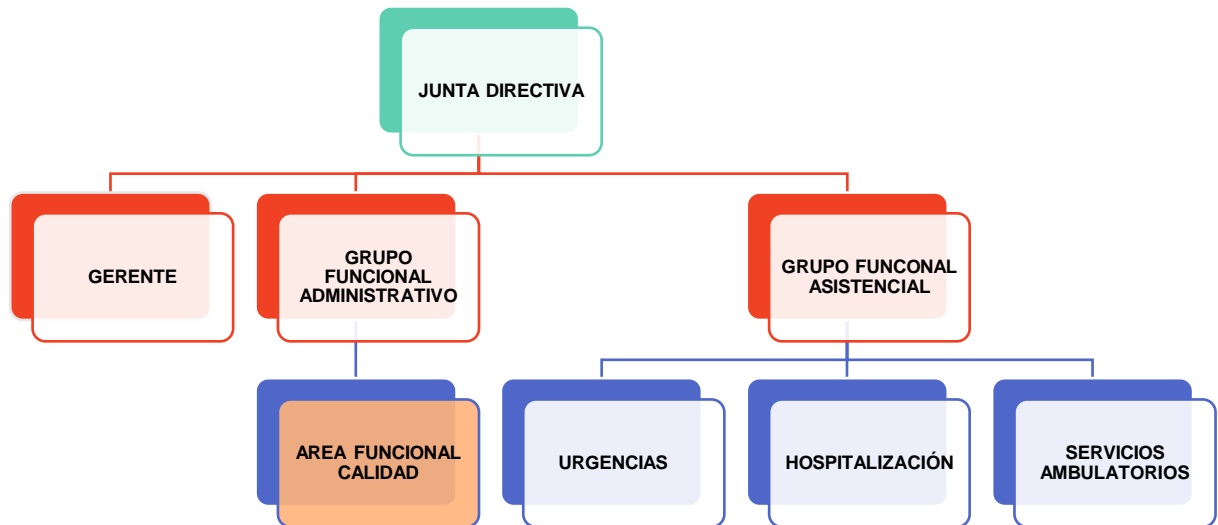 JUNTA DIRECTIVA
GERENTE
GRUPO
FUNCIONAL
ADMINISTRATIVO
GRUPO FUNCONAL
ASISTENCIAL
AREA FUNCIONAL
CALIDAD
URGENCIAS
HOSPITALIZACIÓN
SERVICIOS
AMBULATORIOS